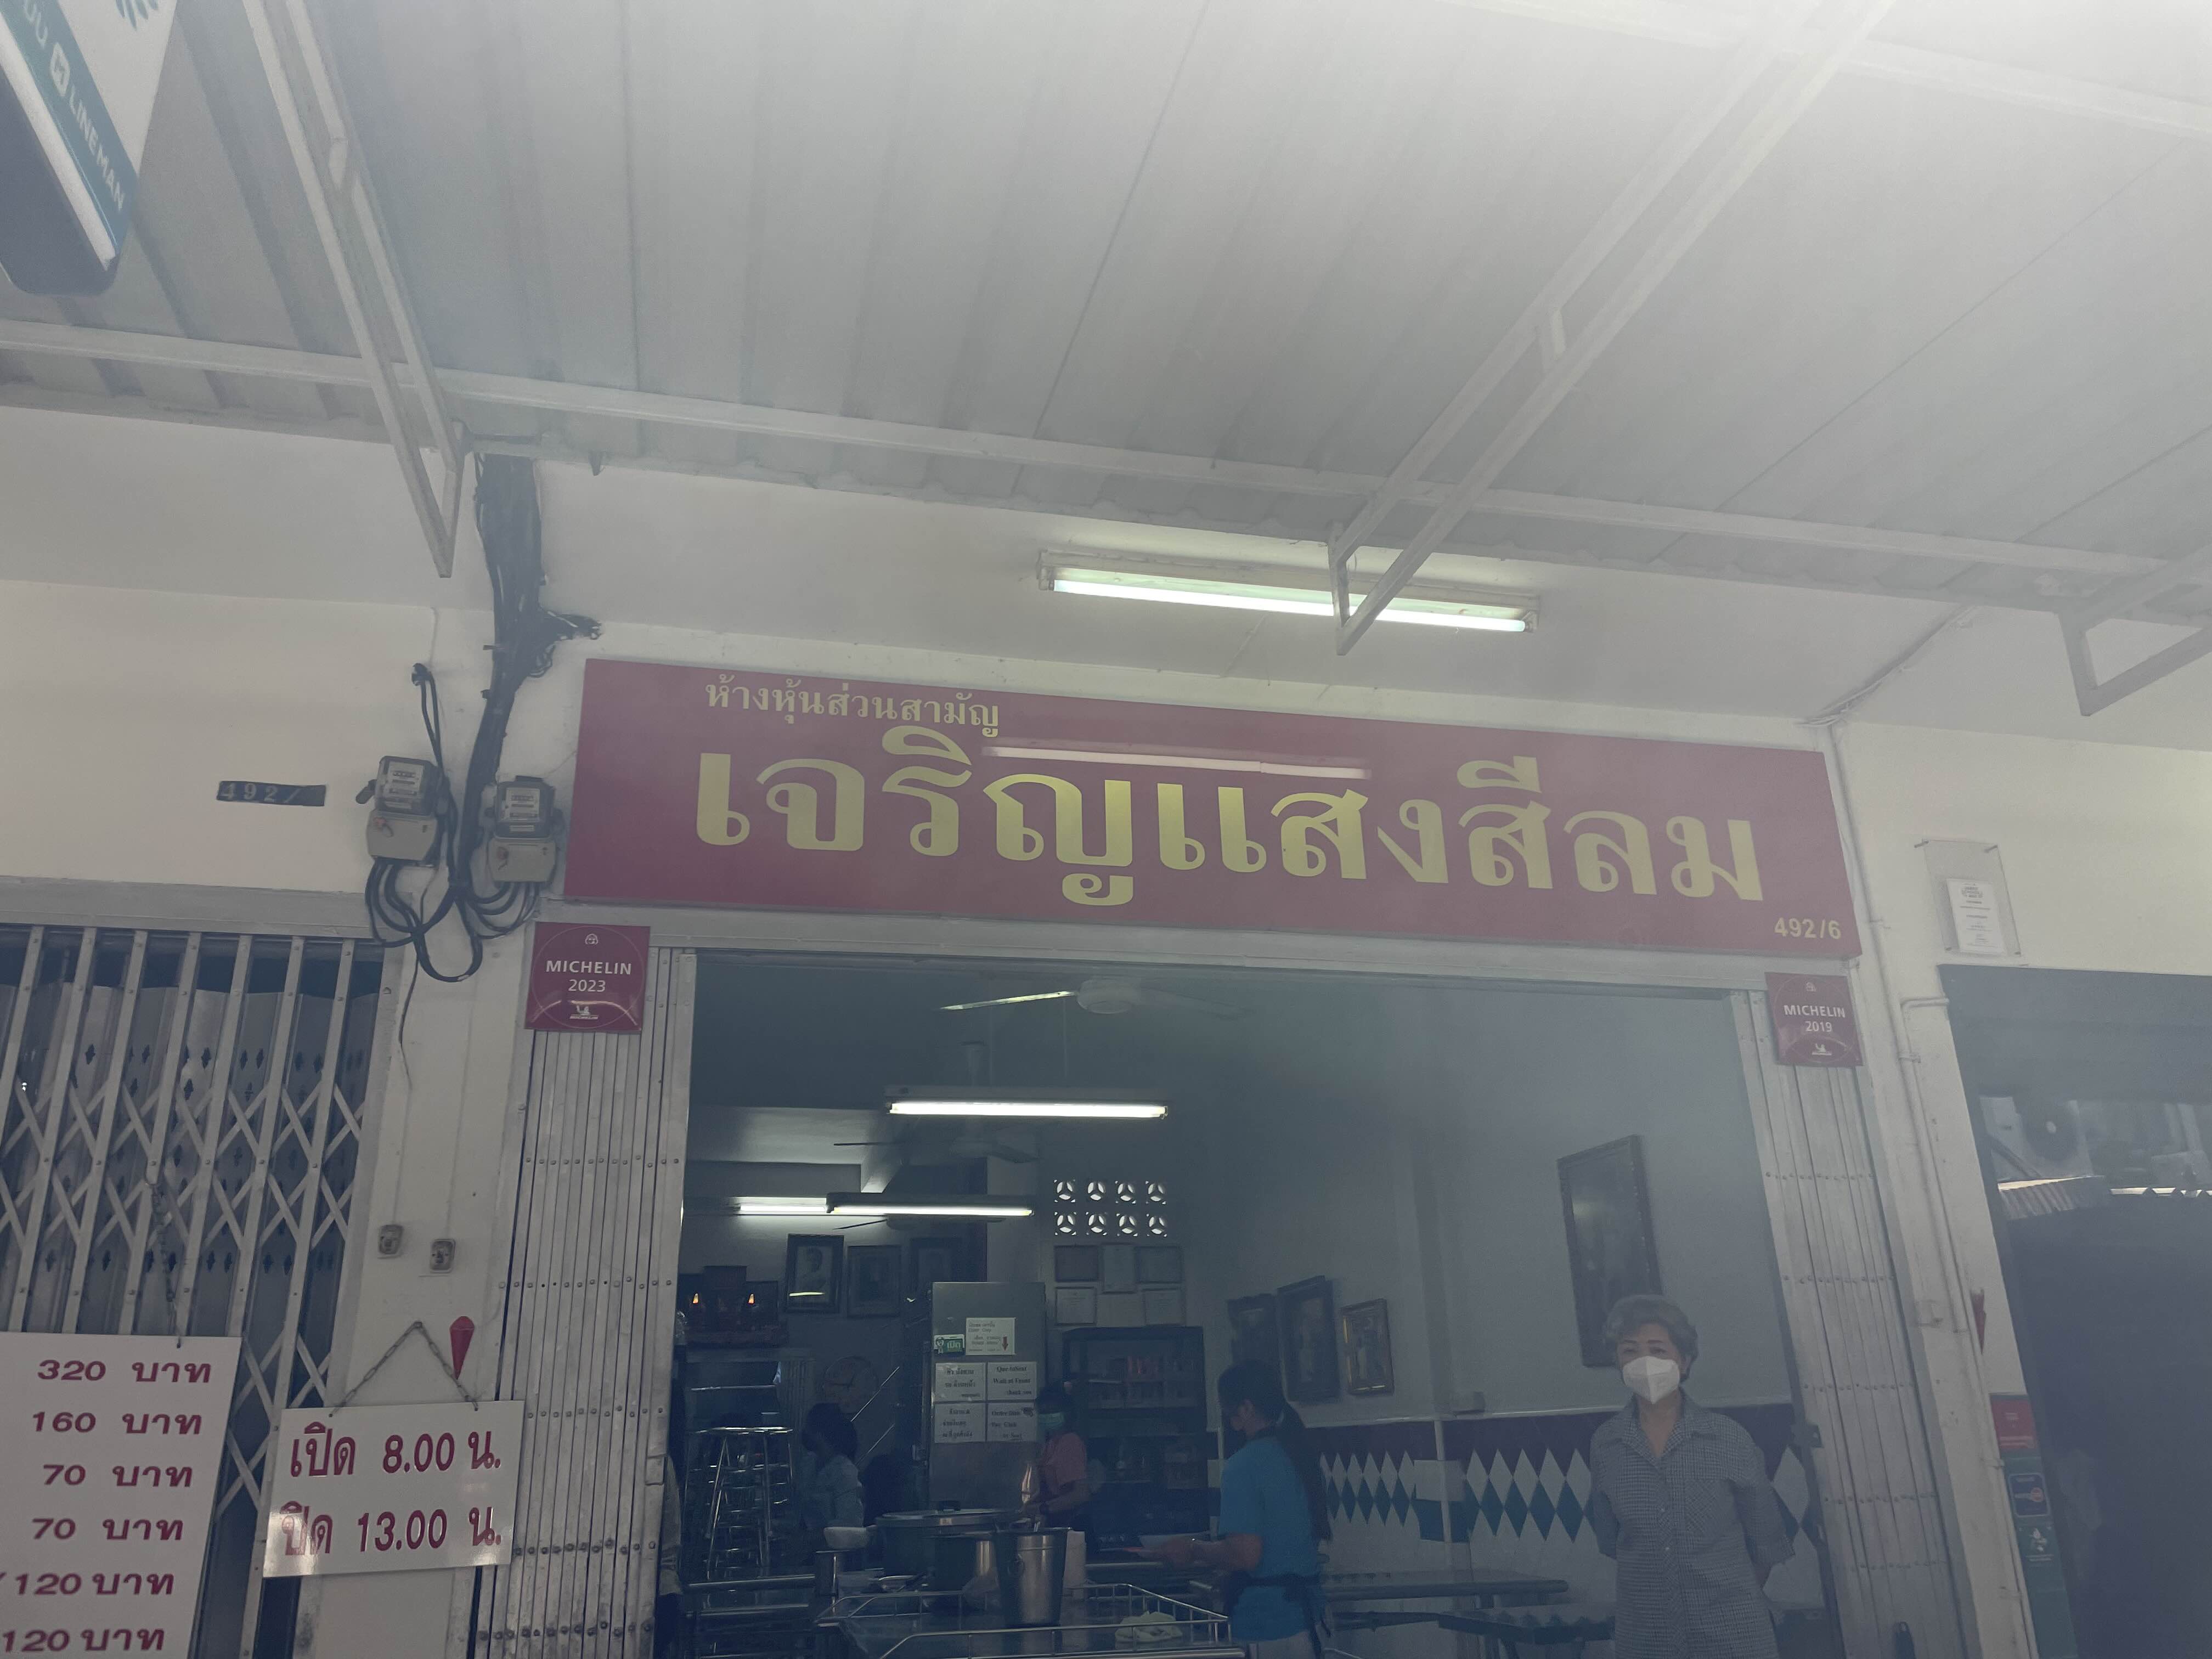 LINE MAN
ห้างหุ้นส่วนสามัญ
เจริญแสงสีลม
492/6
492/
MICHELIN
2023
MICHELIN
2019
320 บาท
160 บาท
70 บาท
70 บาท
120 บาท
120 บาท
เปิด 8.00 น.
ปิด 13.00 น.